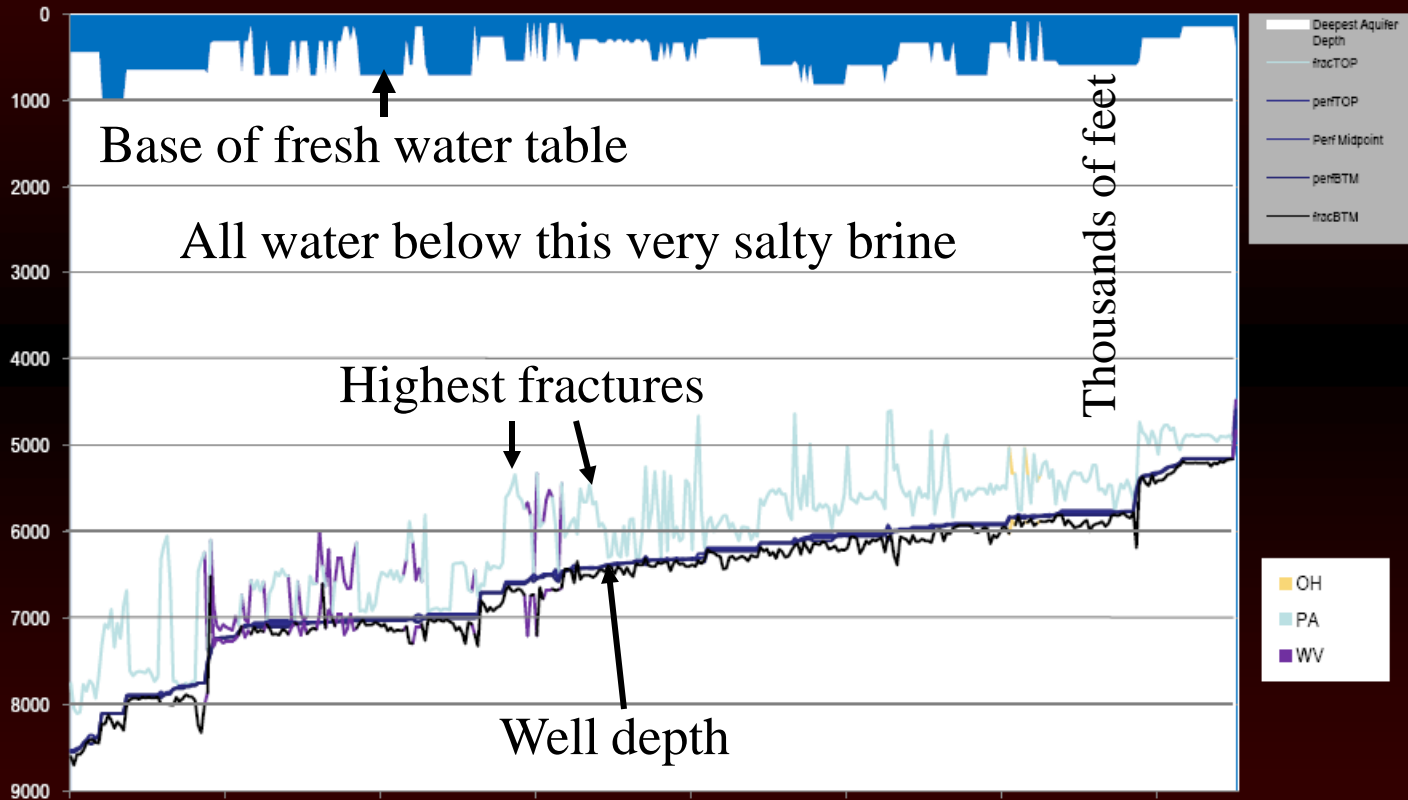 0
1000
2000
3000
4000
5000
6000
7000
8000
9000
Base of fresh water table
All water below this very salty brine
Thousands of feet
Highest fractures
Well depth
Deepest Aquifer
Depth
fracTOP
perfTOP
Perf Midpoint
perfBTM
fracBTM
OH
PA
WV